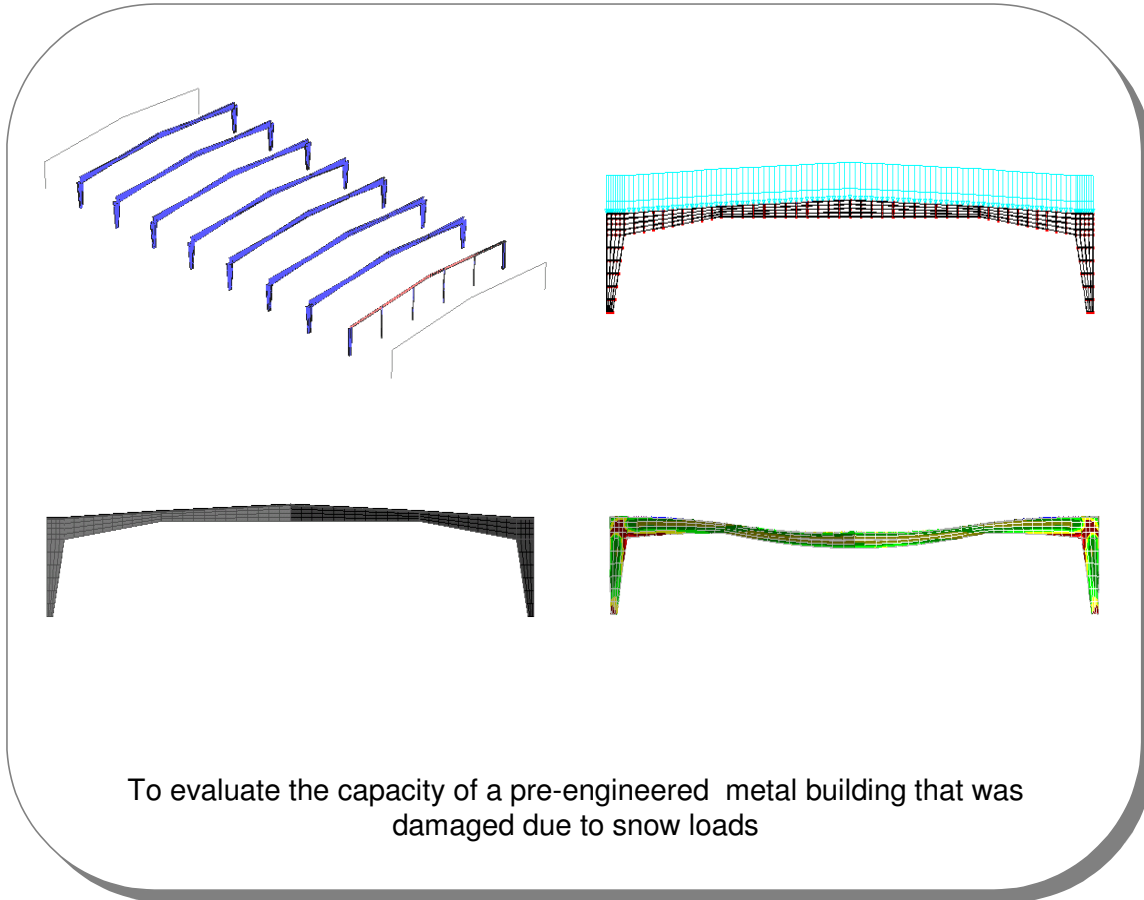 To evaluate the capacity of a pre-engineered  metal building that was
damaged due to snow loads